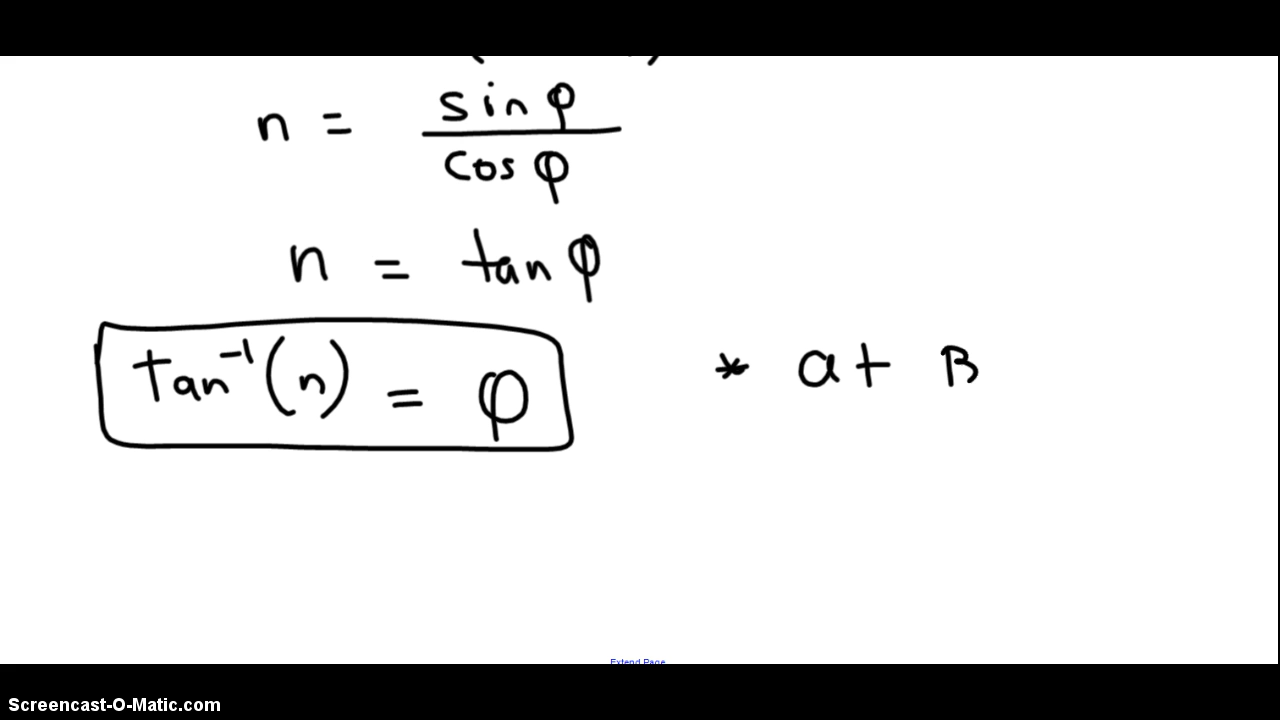 n = sin φ / cos φ
n = tan φ
tan⁻¹(n) = φ
* at B
Extend Page
Screencast-O-Matic.com